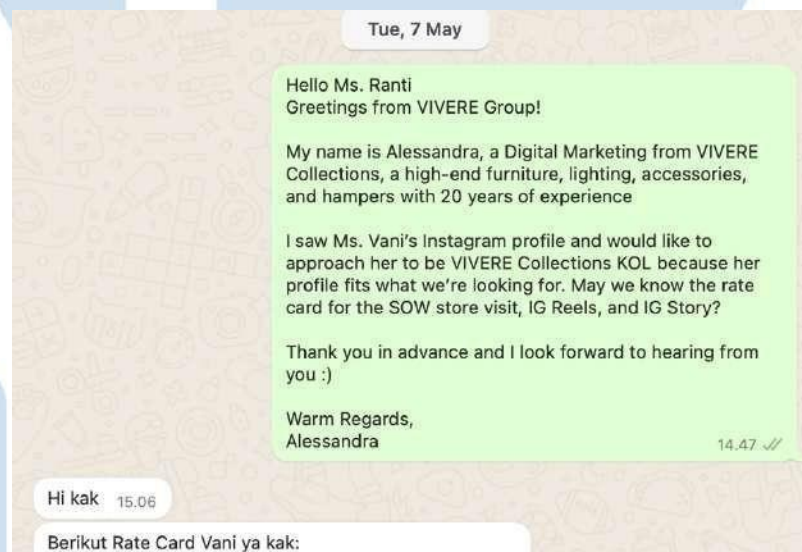 Tue, 7 May
Hello Ms. Ranti
Greetings from VIVERE Group!
My name is Alessandra, a Digital Marketing from VIVERE
Collections, a high-end furniture, lighting, accessories,
and hampers with 20 years of experience
I saw Ms. Vani's Instagram profile and would like to
approach her to be VIVERE Collections KOL because her
profile fits what we're looking for. May we know the rate
card for the SOW store visit, IG Reels, and IG Story?
Thank you in advance and I look forward to hearing from
you :)
Warm Regards,
Alessandra
14.47
Hi kak 15.06
Berikut Rate Card Vani ya kak: